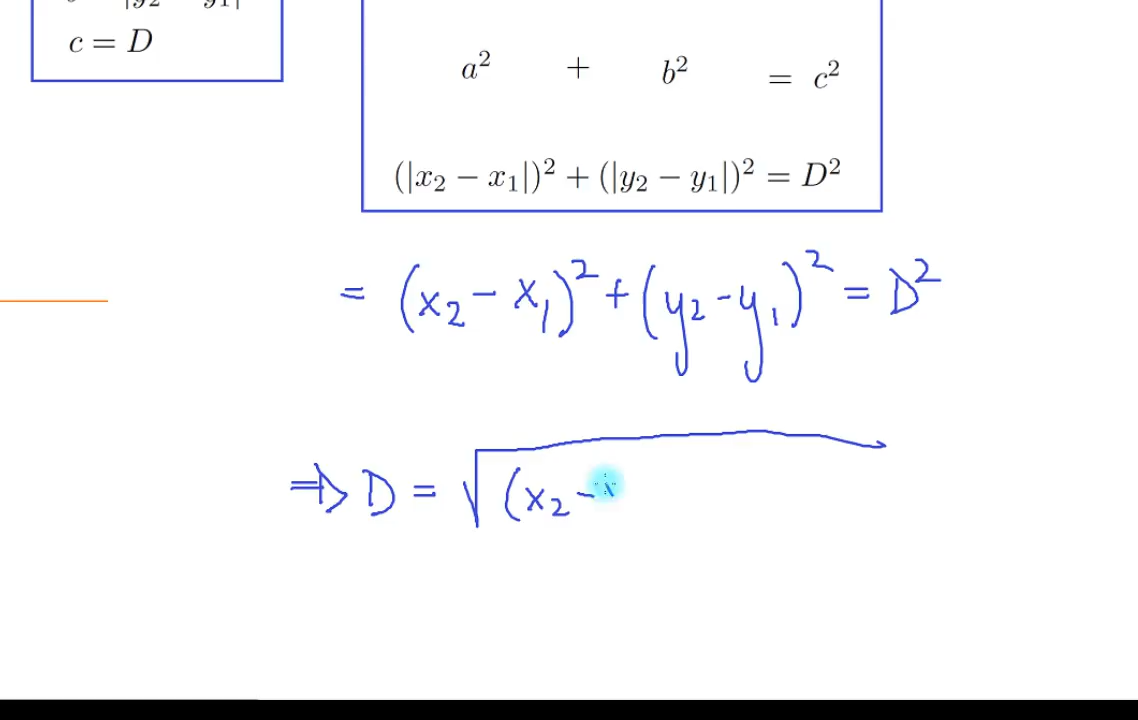 c = D
a² + b² = c²
(|x₂ − x₁|)² + (|y₂ − y₁|)² = D²
= (x₂ − x₁)² + (y₂ − y₁)² = D²
⇒ D = √(x₂ − x